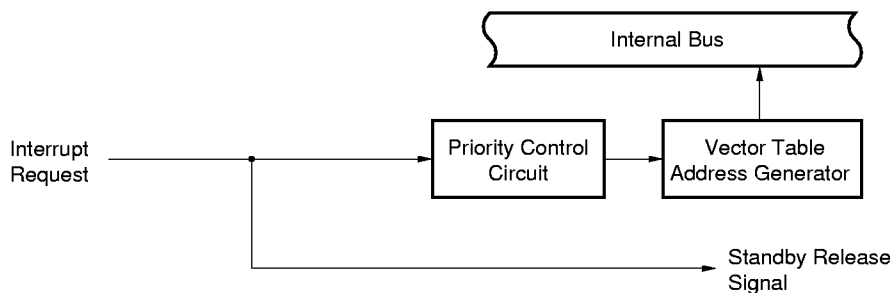 Internal Bus
Interrupt
Request
Priority Control
Circuit
Vector Table
Address Generator
Standby Release
Signal